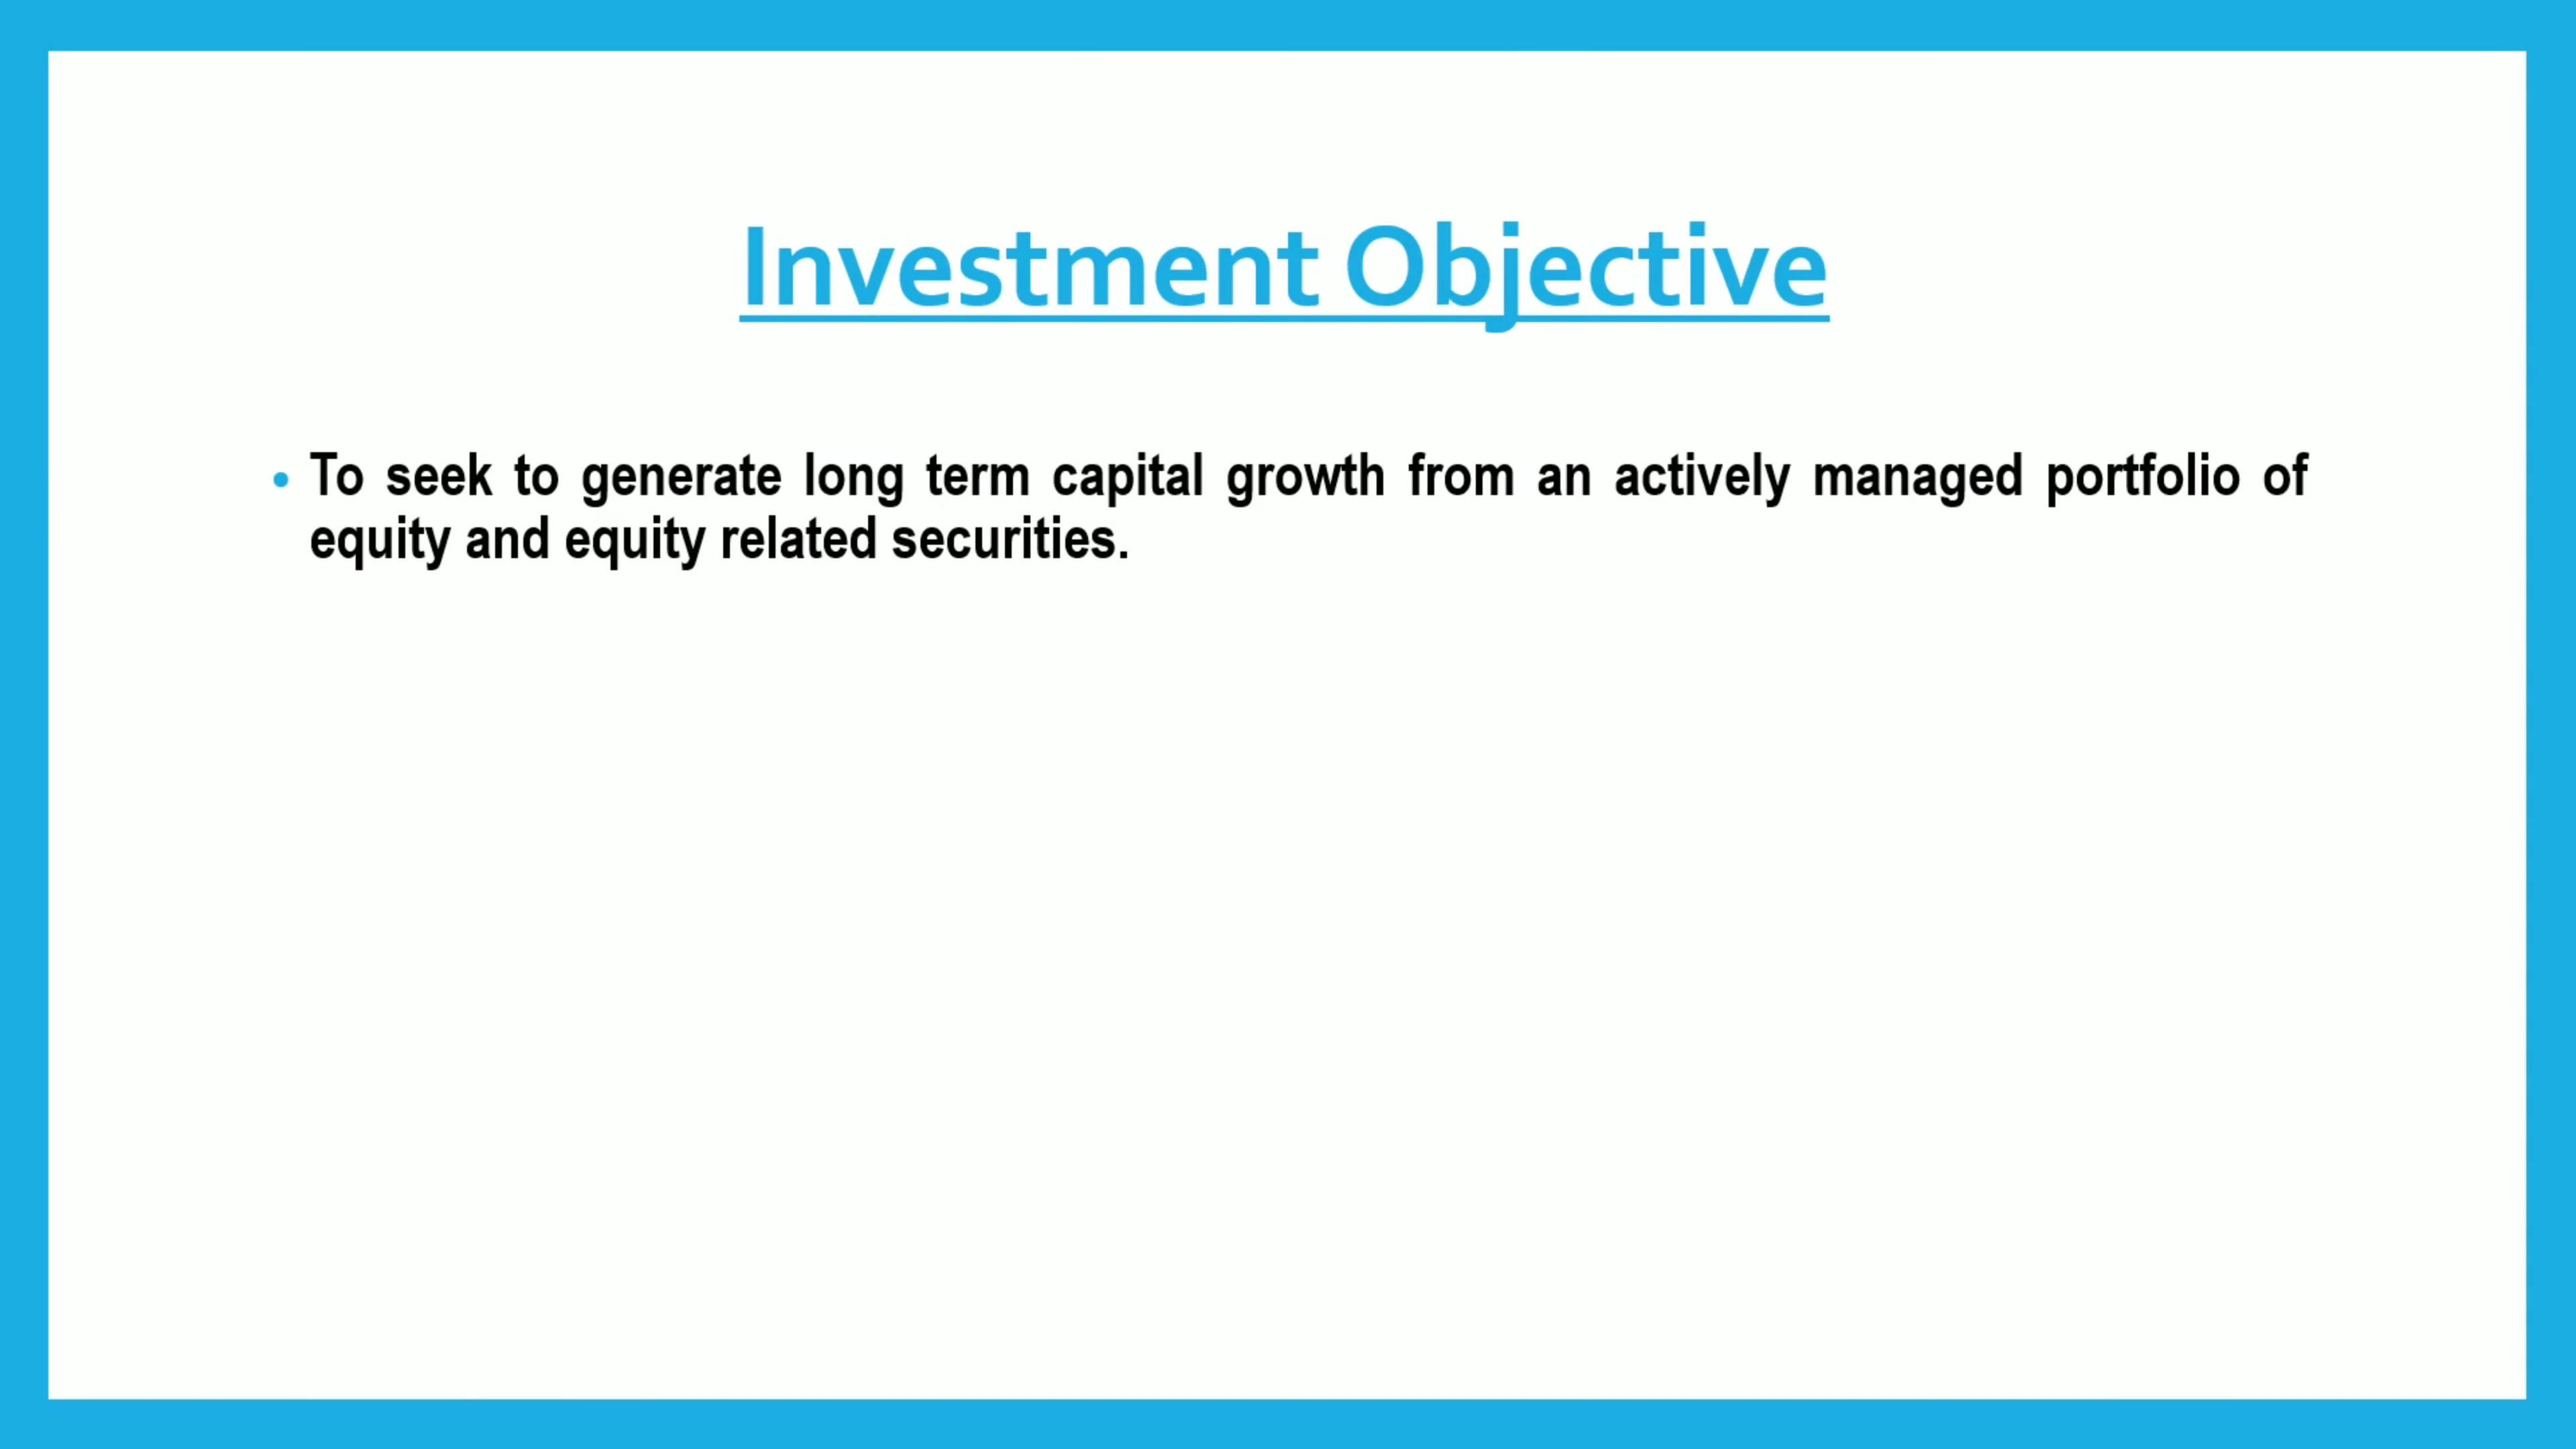 Investment Objective
• To seek to generate long term capital growth from an actively managed portfolio of
equity and equity related securities.